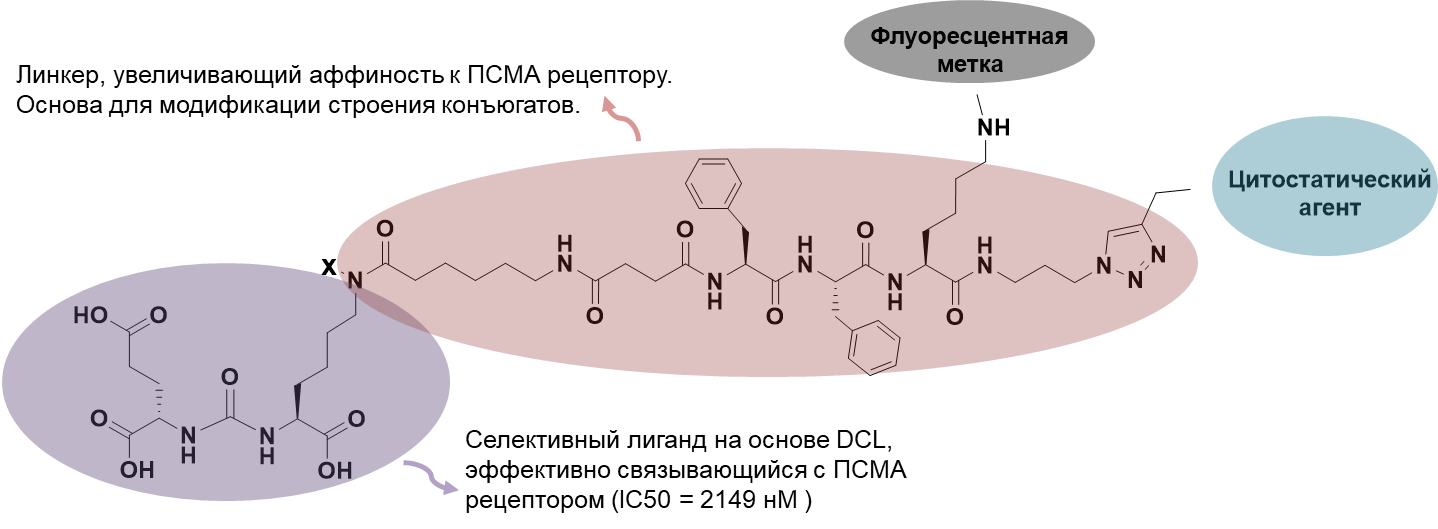 Флуоресцентная
метка
Линкер, увеличивающий аффиность к ПСМА рецептору.
Основа для модификации строения конъюгатов.
NH
Цитостатический
агент
O
H
N
O
O
H
N
O
H
N
X
N
O
N
H
O
N
H
O
N
N
N
HO
O
O
O
O
OH
N
H
N
H
O
OH
Селективный лиганд на основе DCL,
эффективно связывающийся с ПСМА
рецептором (IC50 = 2149 нМ )